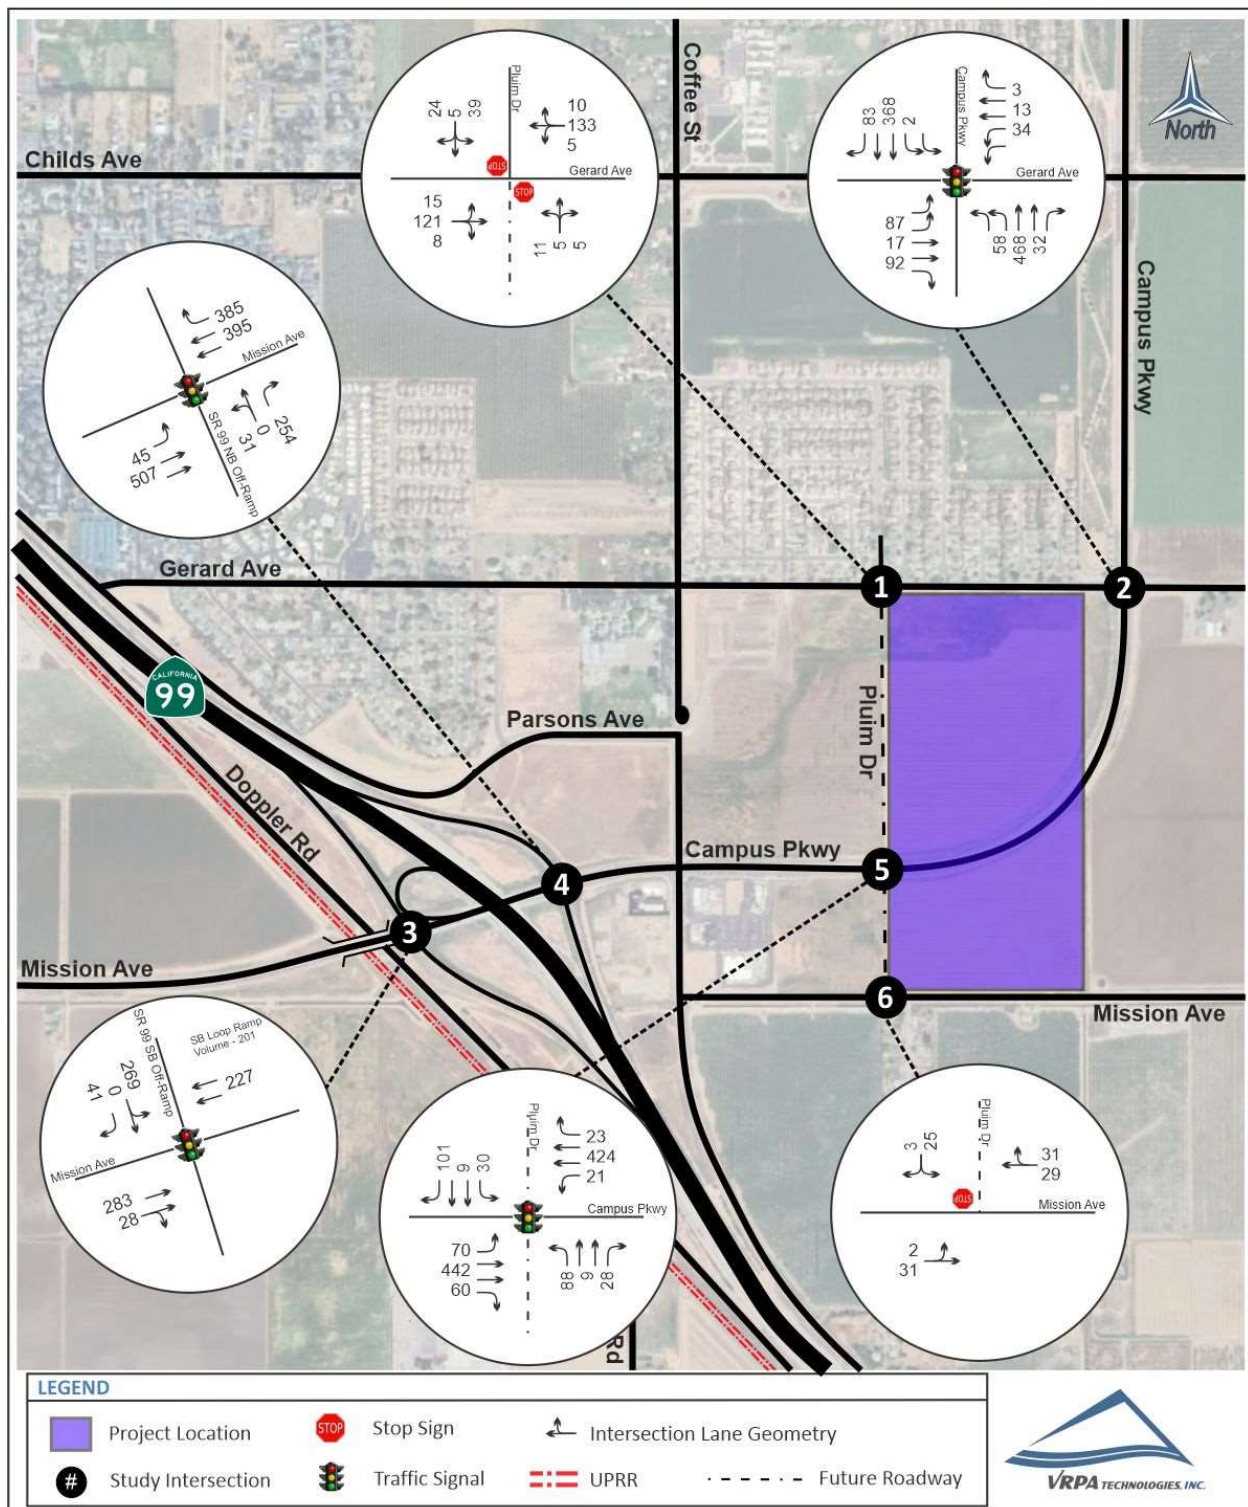 Childs Ave
Coffee St
North
Pluim Dr
24
5
39
10
133
5
Gerard Ave
STOP
STOP
15
121
8
11
5
5
Campus Pkwy
83
368
2
3
13
34
Gerard Ave
87
17
92
58
468
32
Campus Pkwy
385
395
Mission Ave
45
507
31
0
254
SR 99 NB Off-Ramp
Gerard Ave
1
2
CALIFORNIA
99
Parsons Ave
Pluim Dr
Doppler Rd
Campus Pkwy
5
4
3
Mission Ave
6
Mission Ave
SR 99 SB Off-Ramp
SB Loop Ramp
Volume - 201
41
0
269
227
Mission Ave
283
28
Pluim Dr
101
9
30
23
424
21
Campus Pkwy
70
442
60
88
9
28
Pluim Dr
3
25
31
29
STOP
Mission Ave
2
31
Rd
LEGEND
Project Location
STOP
Stop Sign
Intersection Lane Geometry
# Study Intersection
Traffic Signal
UPRR
Future Roadway
VRPA TECHNOLOGIES, INC.